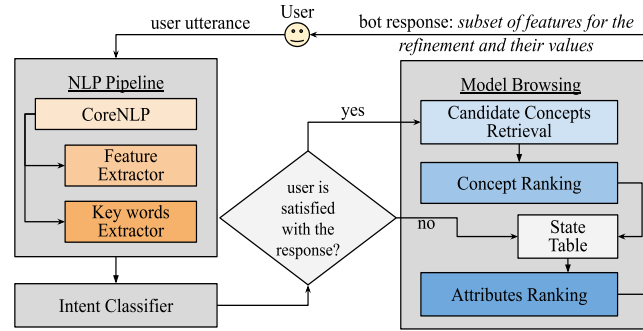 User
user utterance
bot response: subset of features for the
refinement and their values
NLP Pipeline
CoreNLP
Feature
Extractor
Key words
Extractor
Intent Classifier
user is
satisfied
with the
response?
yes
no
Model Browsing
Candidate Concepts
Retrieval
Concept Ranking
State
Table
Attributes Ranking